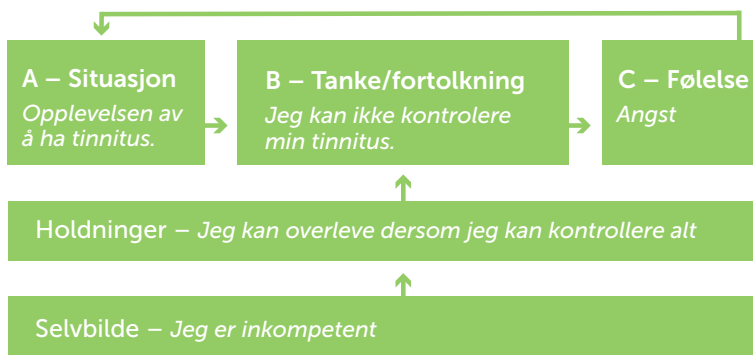 A – Situasjon
Opplevelsen av
å ha tinnitus.
B – Tanke/fortolkning
Jeg kan ikke kontrolere
min tinnitus.
C – Følelse
Angst
Holdninger – Jeg kan overleve dersom jeg kan kontrollere alt
Selvbilde – Jeg er inkompetent